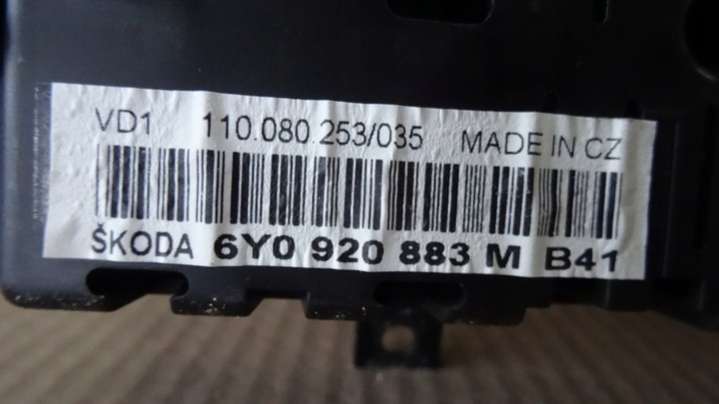 VD1 110.080.253/035 MADE IN CZ
ŠKODA 6Y0 920 883 M B41